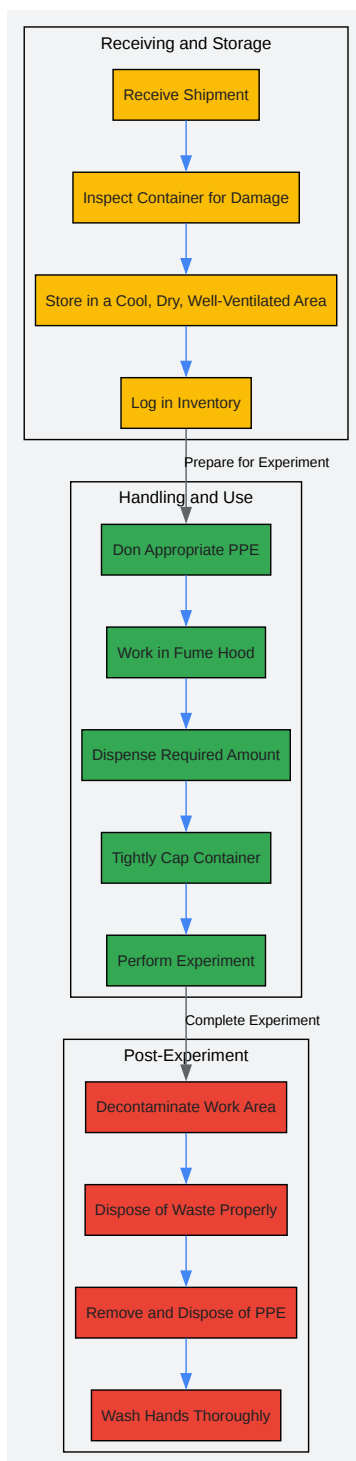 Receiving and Storage
Receive Shipment
Inspect Container for Damage
Store in a Cool, Dry, Well-Ventilated Area
Log in Inventory
Prepare for Experiment
Handling and Use
Don Appropriate PPE
Work in Fume Hood
Dispense Required Amount
Tightly Cap Container
Perform Experiment
Complete Experiment
Post-Experiment
Decontaminate Work Area
Dispose of Waste Properly
Remove and Dispose of PPE
Wash Hands Thoroughly